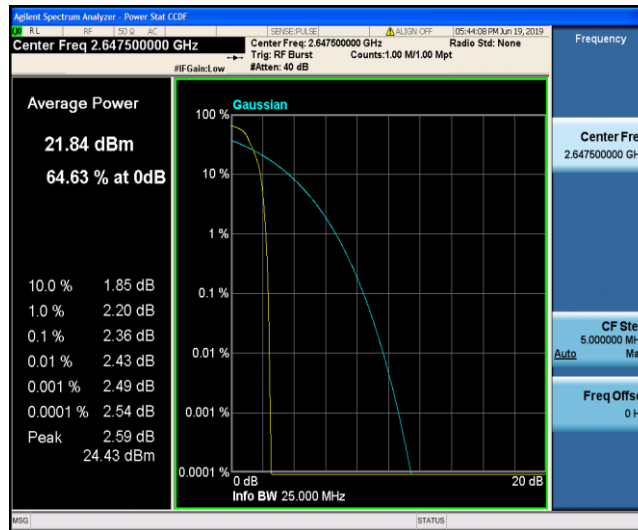 Agilent Spectrum Analyzer - Power Stat CCDF
RL RF 50 Ω AC SENSE:PULSE ALIGN OFF 05:44:08 PM Jun 19, 2019
Center Freq 2.647500000 GHz
Center Freq: 2.647500000 GHz Radio Std: None
Trig: RF Burst Counts:1.00 M/1.00 Mpt
#IFGain:Low #Atten: 40 dB
Frequency
Average Power
21.84 dBm
64.63 % at 0dB
10.0 % 1.85 dB
1.0 % 2.20 dB
0.1 % 2.36 dB
0.01 % 2.43 dB
0.001 % 2.49 dB
0.0001 % 2.54 dB
Peak 2.59 dB
24.43 dBm
Gaussian
100 %
10 %
1 %
0.1 %
0.01 %
0.001 %
0.0001 %
0 dB 20 dB
Info BW 25.000 MHz
Center Fre
2.647500000 GH
CF Ste
5.000000 MH
Auto Ma
Freq Offs
0 H
MSG STATUS